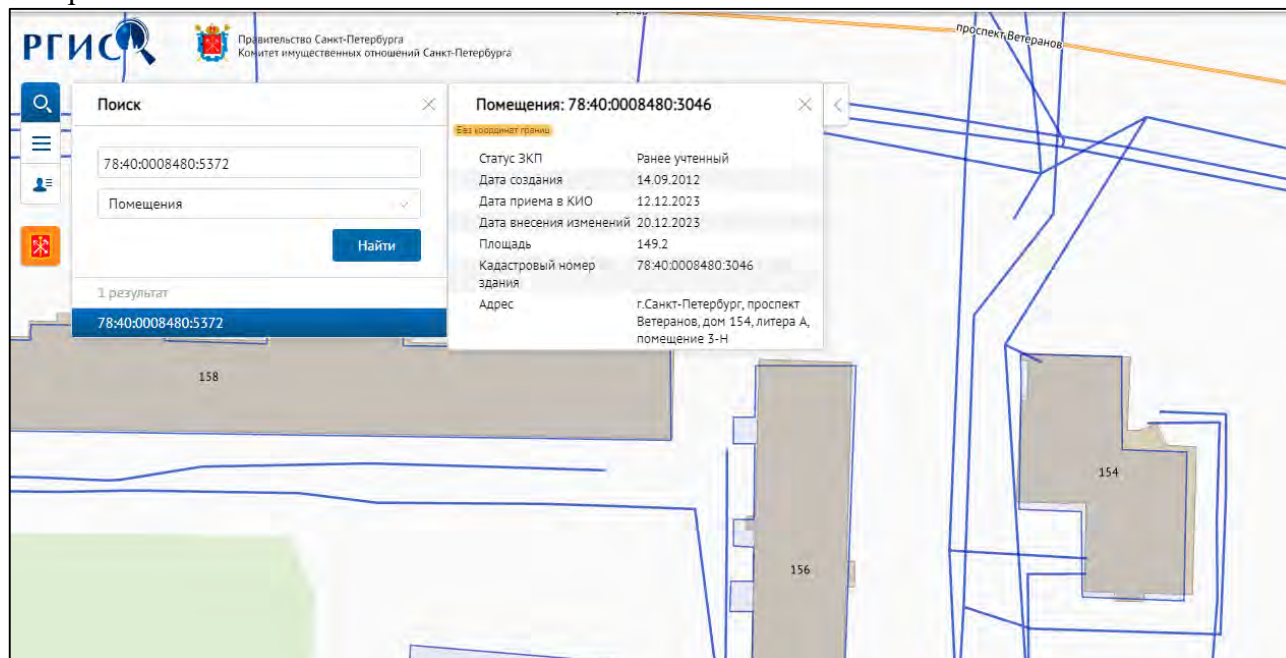 РГИС
Правительство Санкт-Петербурга
Комитет имущественных отношений Санкт-Петербурга
проспект Ветеранов
Поиск
78:40:0008480:5372
Помещения
Найти
1 результат
78:40:0008480:5372
Помещения: 78:40:0008480:3046
Без координат границ
Статус ЗКП Ранее учтенный
Дата создания 14.09.2012
Дата приема в КИО 12.12.2023
Дата внесения изменений 20.12.2023
Площадь 149.2
Кадастровый номер 78:40:0008480:3046
здания
Адрес г.Санкт-Петербург, проспект
Ветеранов, дом 154, литера А,
помещение 3-Н
158
154
156